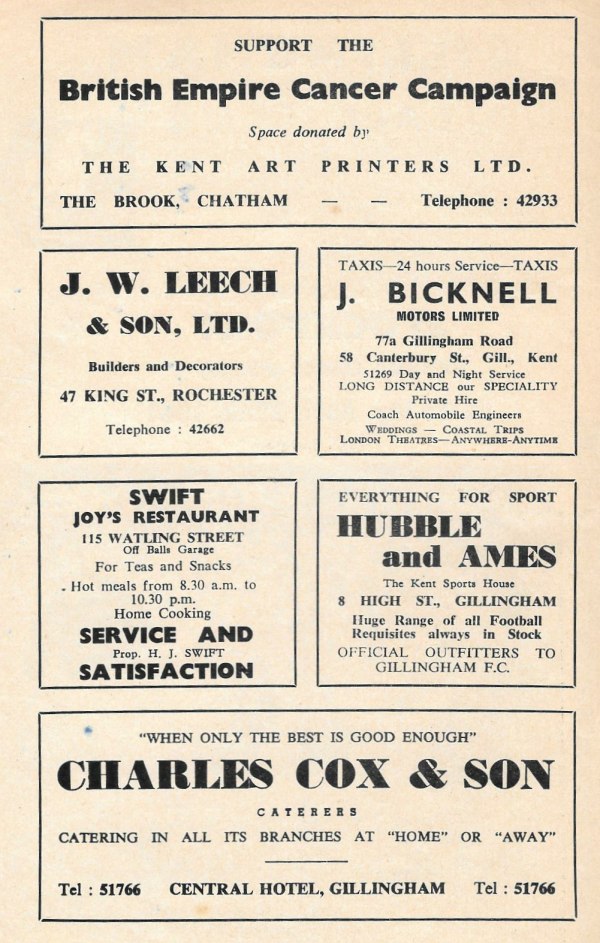 SUPPORT THE
British Empire Cancer Campaign
Space donated by
THE KENT ART PRINTERS LTD.
THE BROOK, CHATHAM — — Telephone : 42933
J. W. LEECH
& SON, LTD.
Builders and Decorators
47 KING ST., ROCHESTER
Telephone : 42662
TAXIS—24 hours Service—TAXIS
J. BICKNELL
MOTORS LIMITED
77a Gillingham Road
58 Canterbury St., Gill., Kent
51269 Day and Night Service
LONG DISTANCE our SPECIALITY
Private Hire
Coach Automobile Engineers
WEDDINGS — COASTAL TRIPS
LONDON THEATRES—ANYWHERE-ANYTIME
SWIFT
JOY'S RESTAURANT
115 WATLING STREET
Off Balls Garage
For Teas and Snacks
Hot meals from 8.30 a.m. to
10.30 p.m.
Home Cooking
SERVICE AND
Prop. H. J. SWIFT
SATISFACTION
EVERYTHING FOR SPORT
HUBBLE
and AMES
The Kent Sports House
8 HIGH ST., GILLINGHAM
Huge Range of all Football
Requisites always in Stock
OFFICIAL OUTFITTERS TO
GILLINGHAM F.C.
"WHEN ONLY THE BEST IS GOOD ENOUGH"
CHARLES COX & SON
CATERERS
CATERING IN ALL ITS BRANCHES AT "HOME" OR "AWAY"
Tel : 51766 CENTRAL HOTEL, GILLINGHAM Tel : 51766